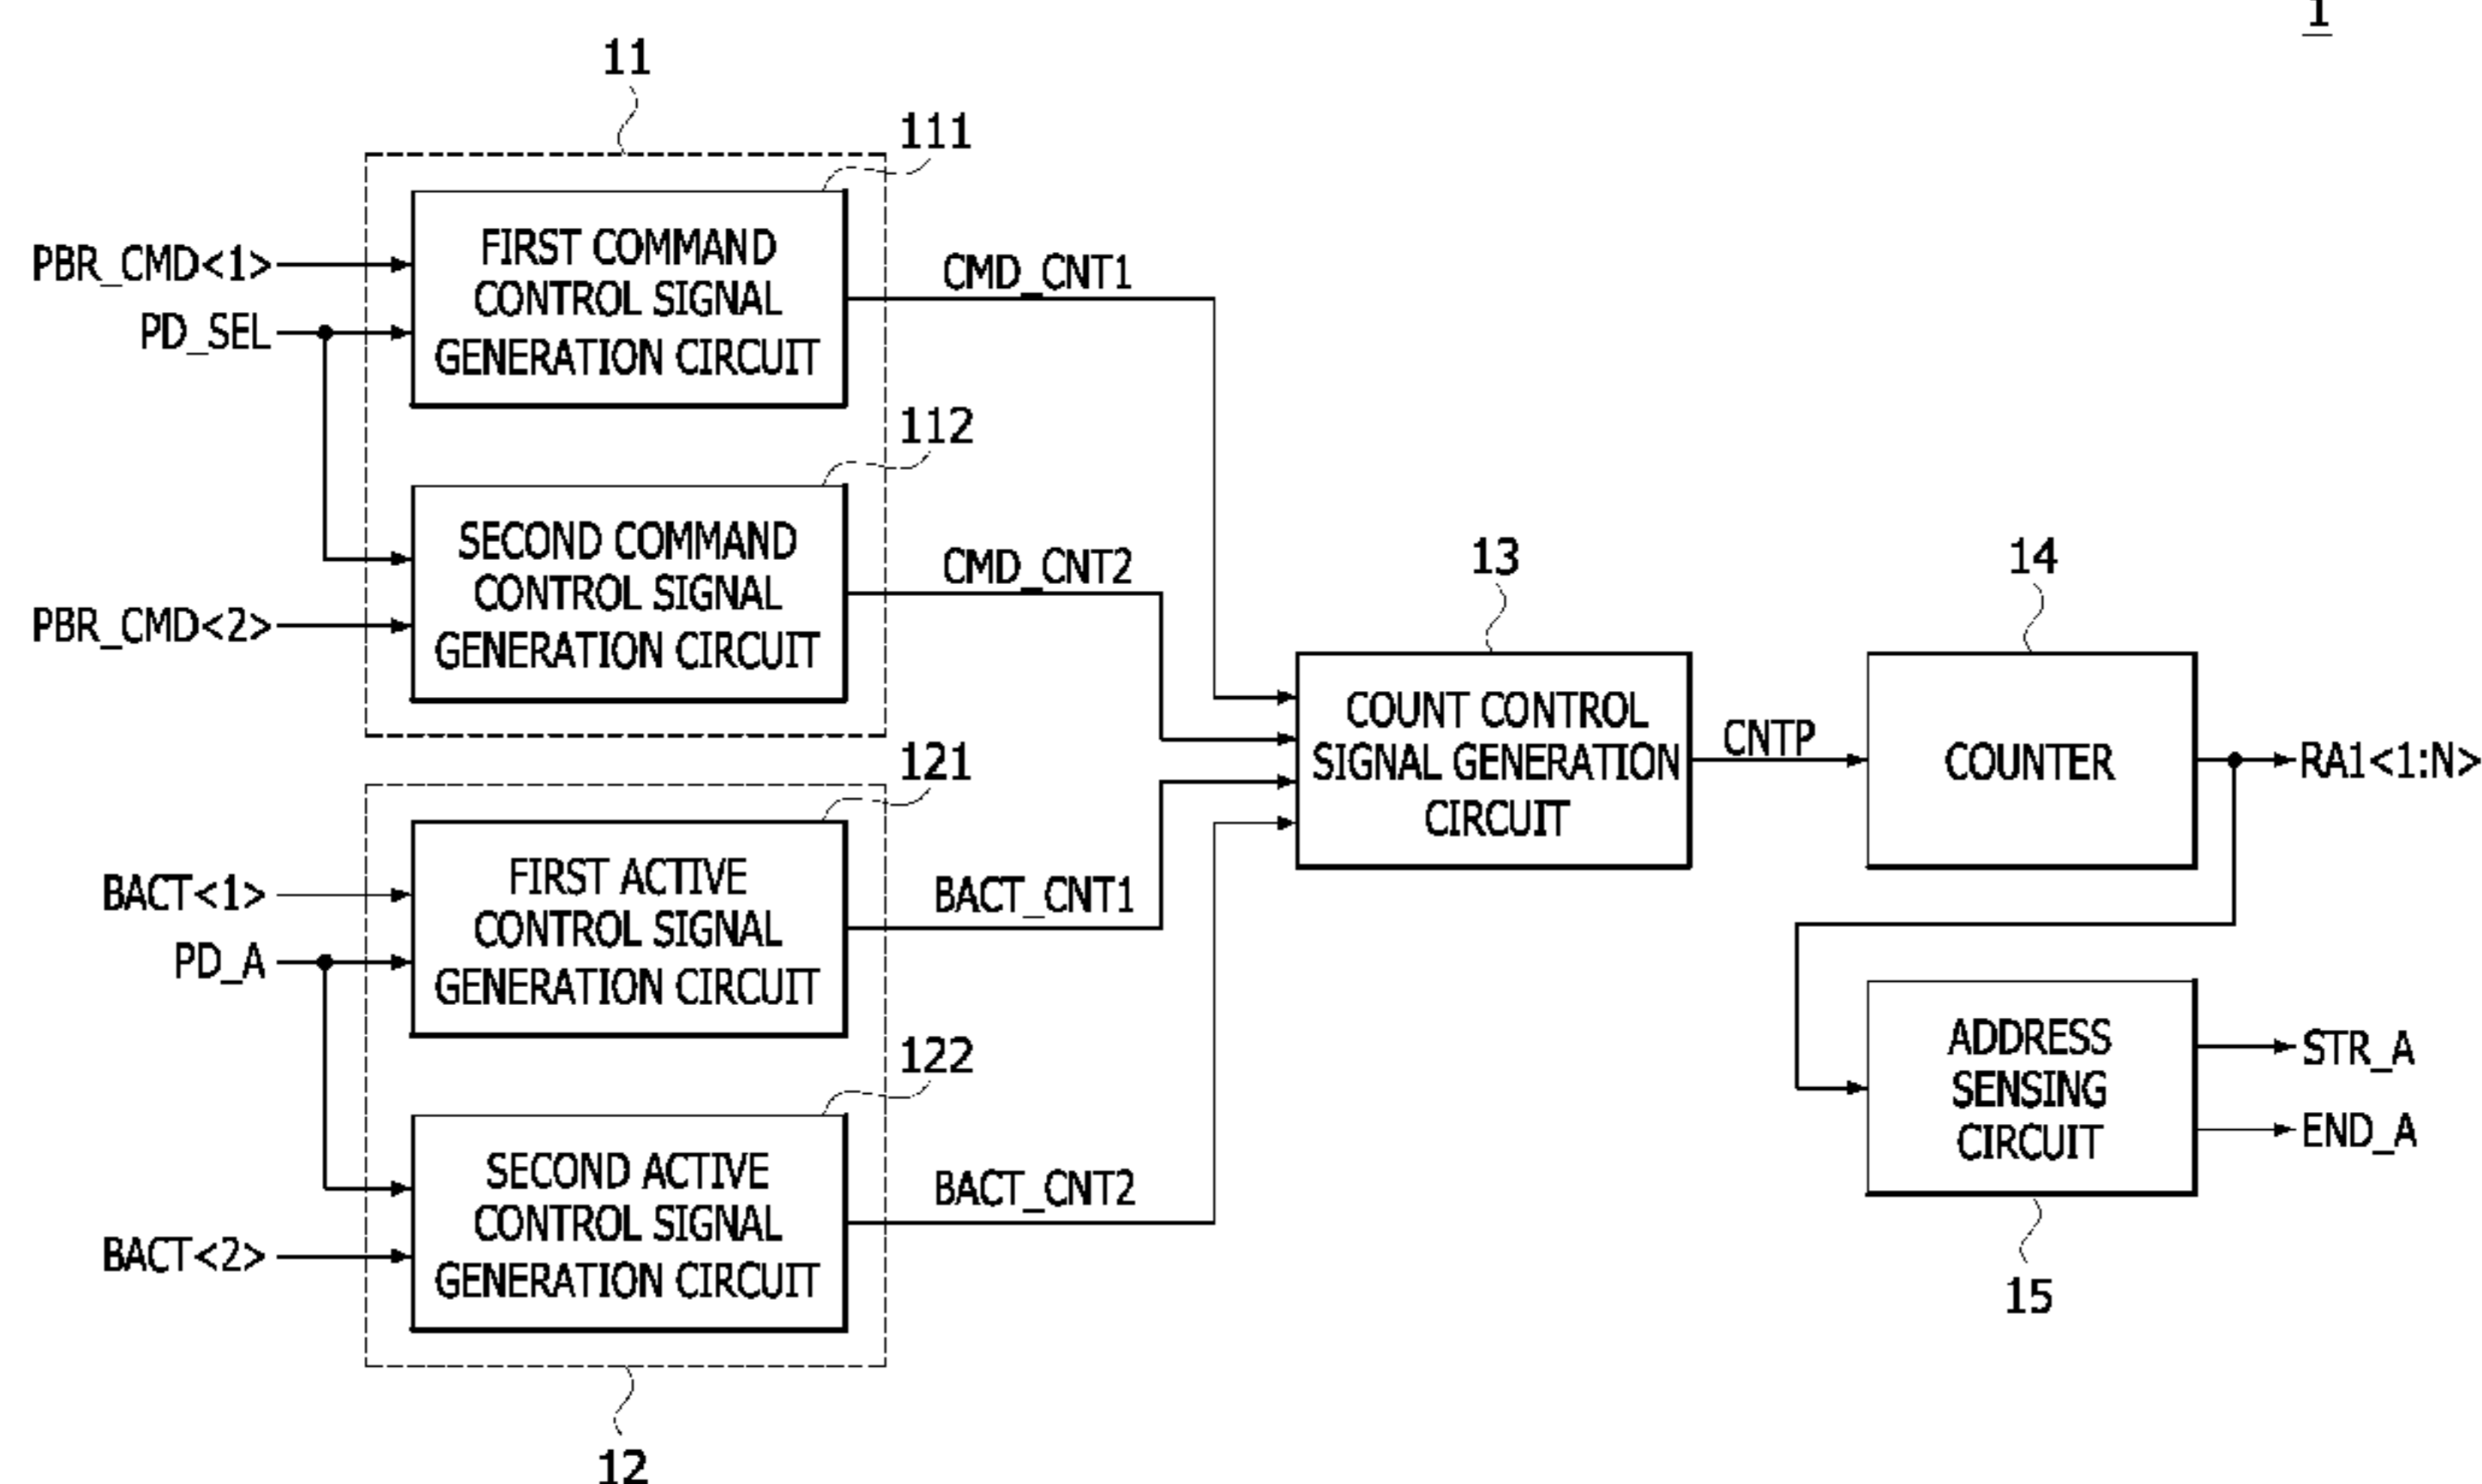 1
11
111
PBR_CMD<1>
PD_SEL
FIRST COMMAND
CONTROL SIGNAL
GENERATION CIRCUIT
CMD_CNT1
112
PBR_CMD<2>
SECOND COMMAND
CONTROL SIGNAL
GENERATION CIRCUIT
CMD_CNT2
121
BACT<1>
PD_A
FIRST ACTIVE
CONTROL SIGNAL
GENERATION CIRCUIT
BACT_CNT1
122
BACT<2>
SECOND ACTIVE
CONTROL SIGNAL
GENERATION CIRCUIT
BACT_CNT2
12
13
COUNT CONTROL
SIGNAL GENERATION
CIRCUIT
CNTP
14
COUNTER
RA1<1:N>
ADDRESS
SENSING
CIRCUIT
STR_A
END_A
15